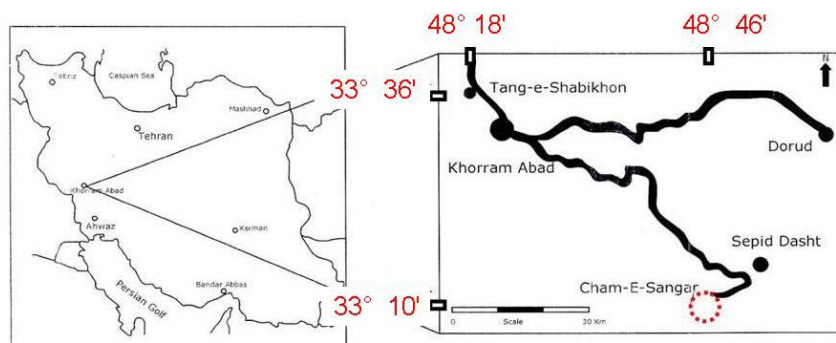 48° 18'
48° 46'
33° 36'
33° 10'
Tabriz
Caspian Sea
Mashhad
Tehran
Khorram Abad
Ahwaz
Kerman
Bandar Abbas
Persian Golf
N
Tang-e-Shabikhon
Khorram Abad
Dorud
Sepid Dasht
Cham-E-Sangar
0 Scale 30 Km